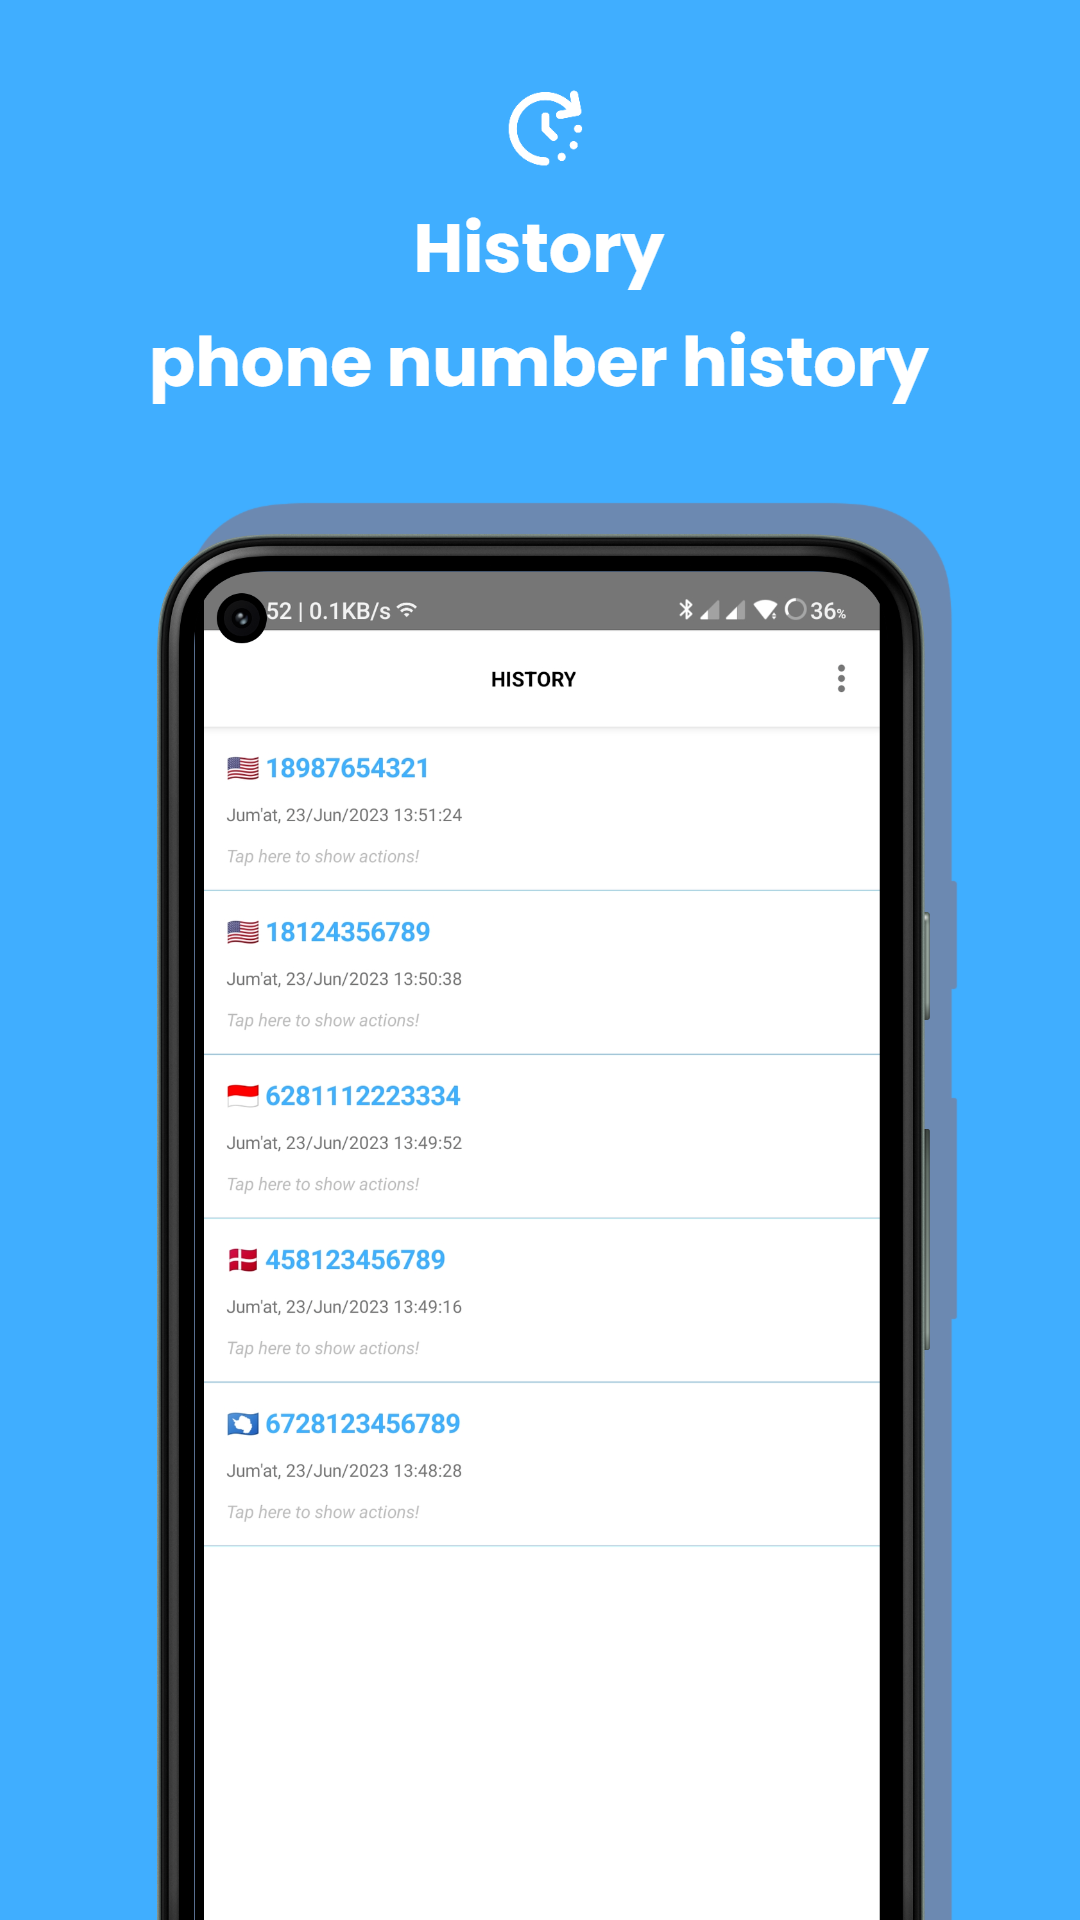 History
phone number history
52 | 0.1KB/s
36%
HISTORY
18987654321
Jum'at, 23/Jun/2023 13:51:24
Tap here to show actions!
18124356789
Jum'at, 23/Jun/2023 13:50:38
Tap here to show actions!
6281112223334
Jum'at, 23/Jun/2023 13:49:52
Tap here to show actions!
458123456789
Jum'at, 23/Jun/2023 13:49:16
Tap here to show actions!
6728123456789
Jum'at, 23/Jun/2023 13:48:28
Tap here to show actions!